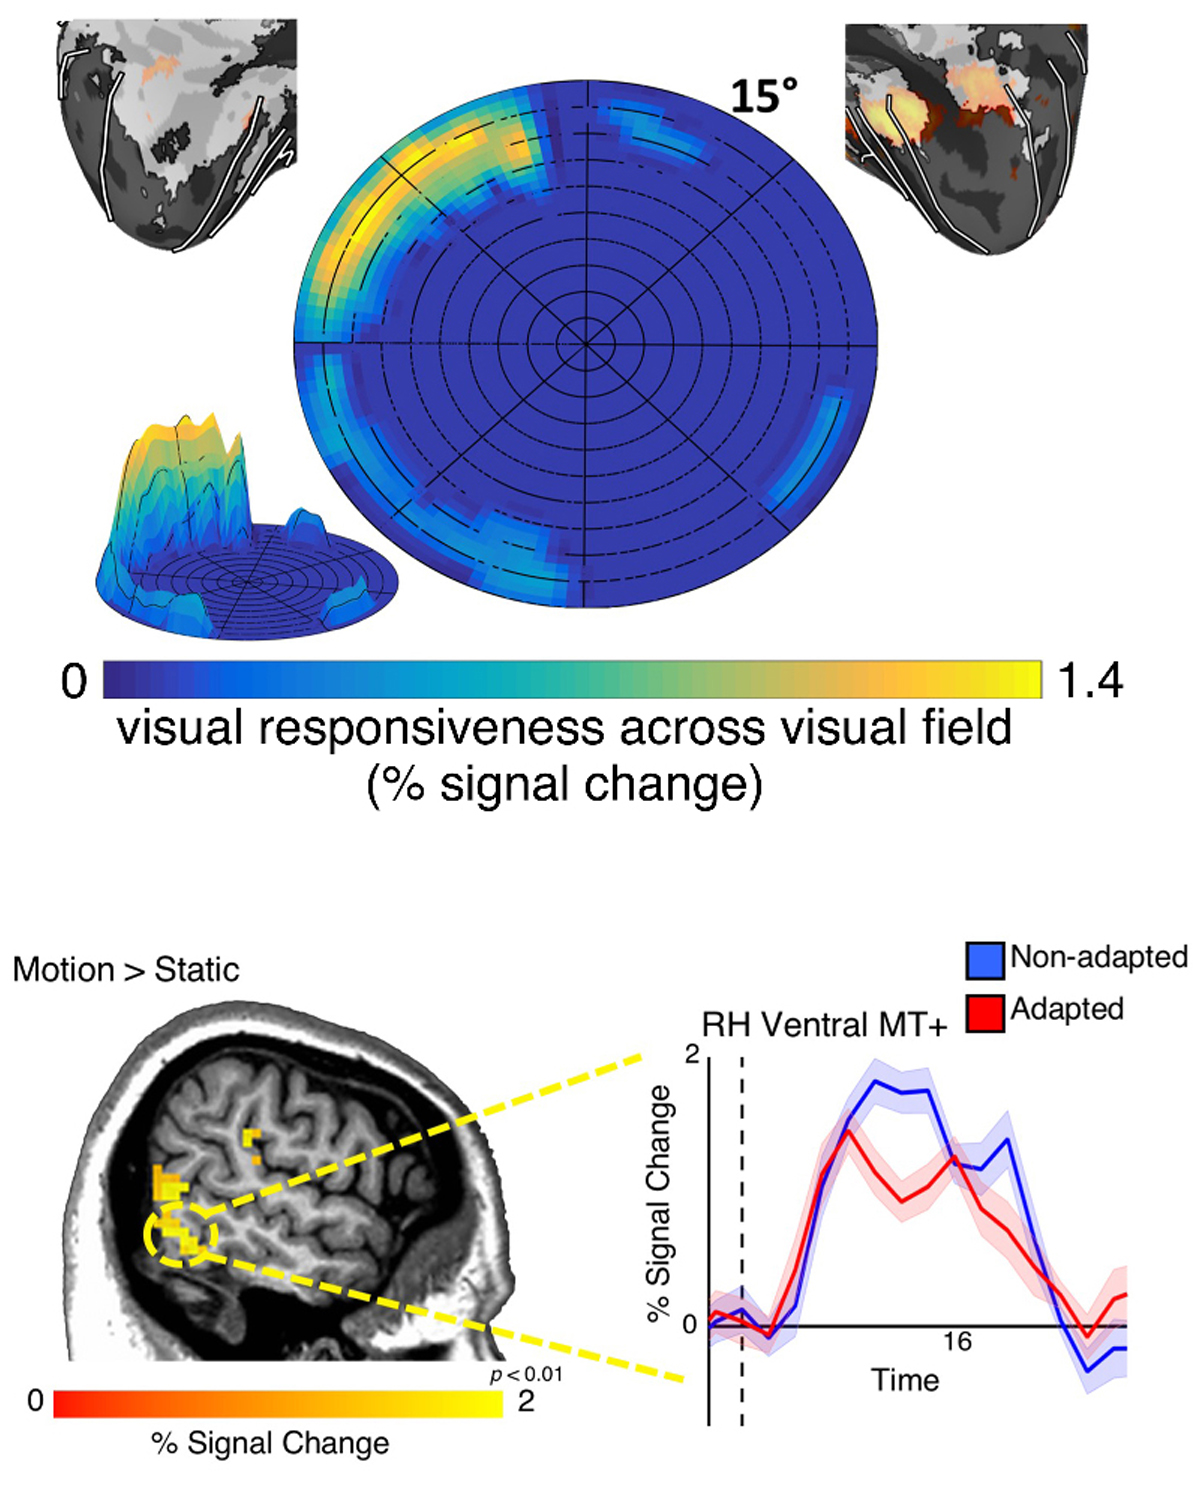 15°
0 1.4
visual responsiveness across visual field
(% signal change)
Motion > Static
Non-adapted
Adapted
RH Ventral MT+
2
% Signal Change
0
16
Time
p < 0.01
0 2
% Signal Change